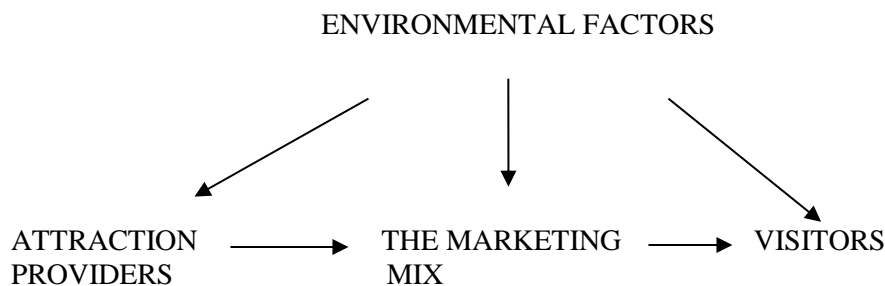 ENVIRONMENTAL FACTORS
ATTRACTION
PROVIDERS
THE MARKETING
MIX
VISITORS